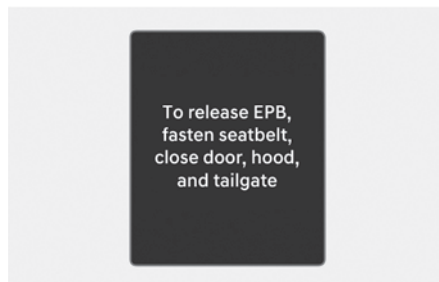 To release EPB,
fasten seatbelt,
close door, hood,
and tailgate